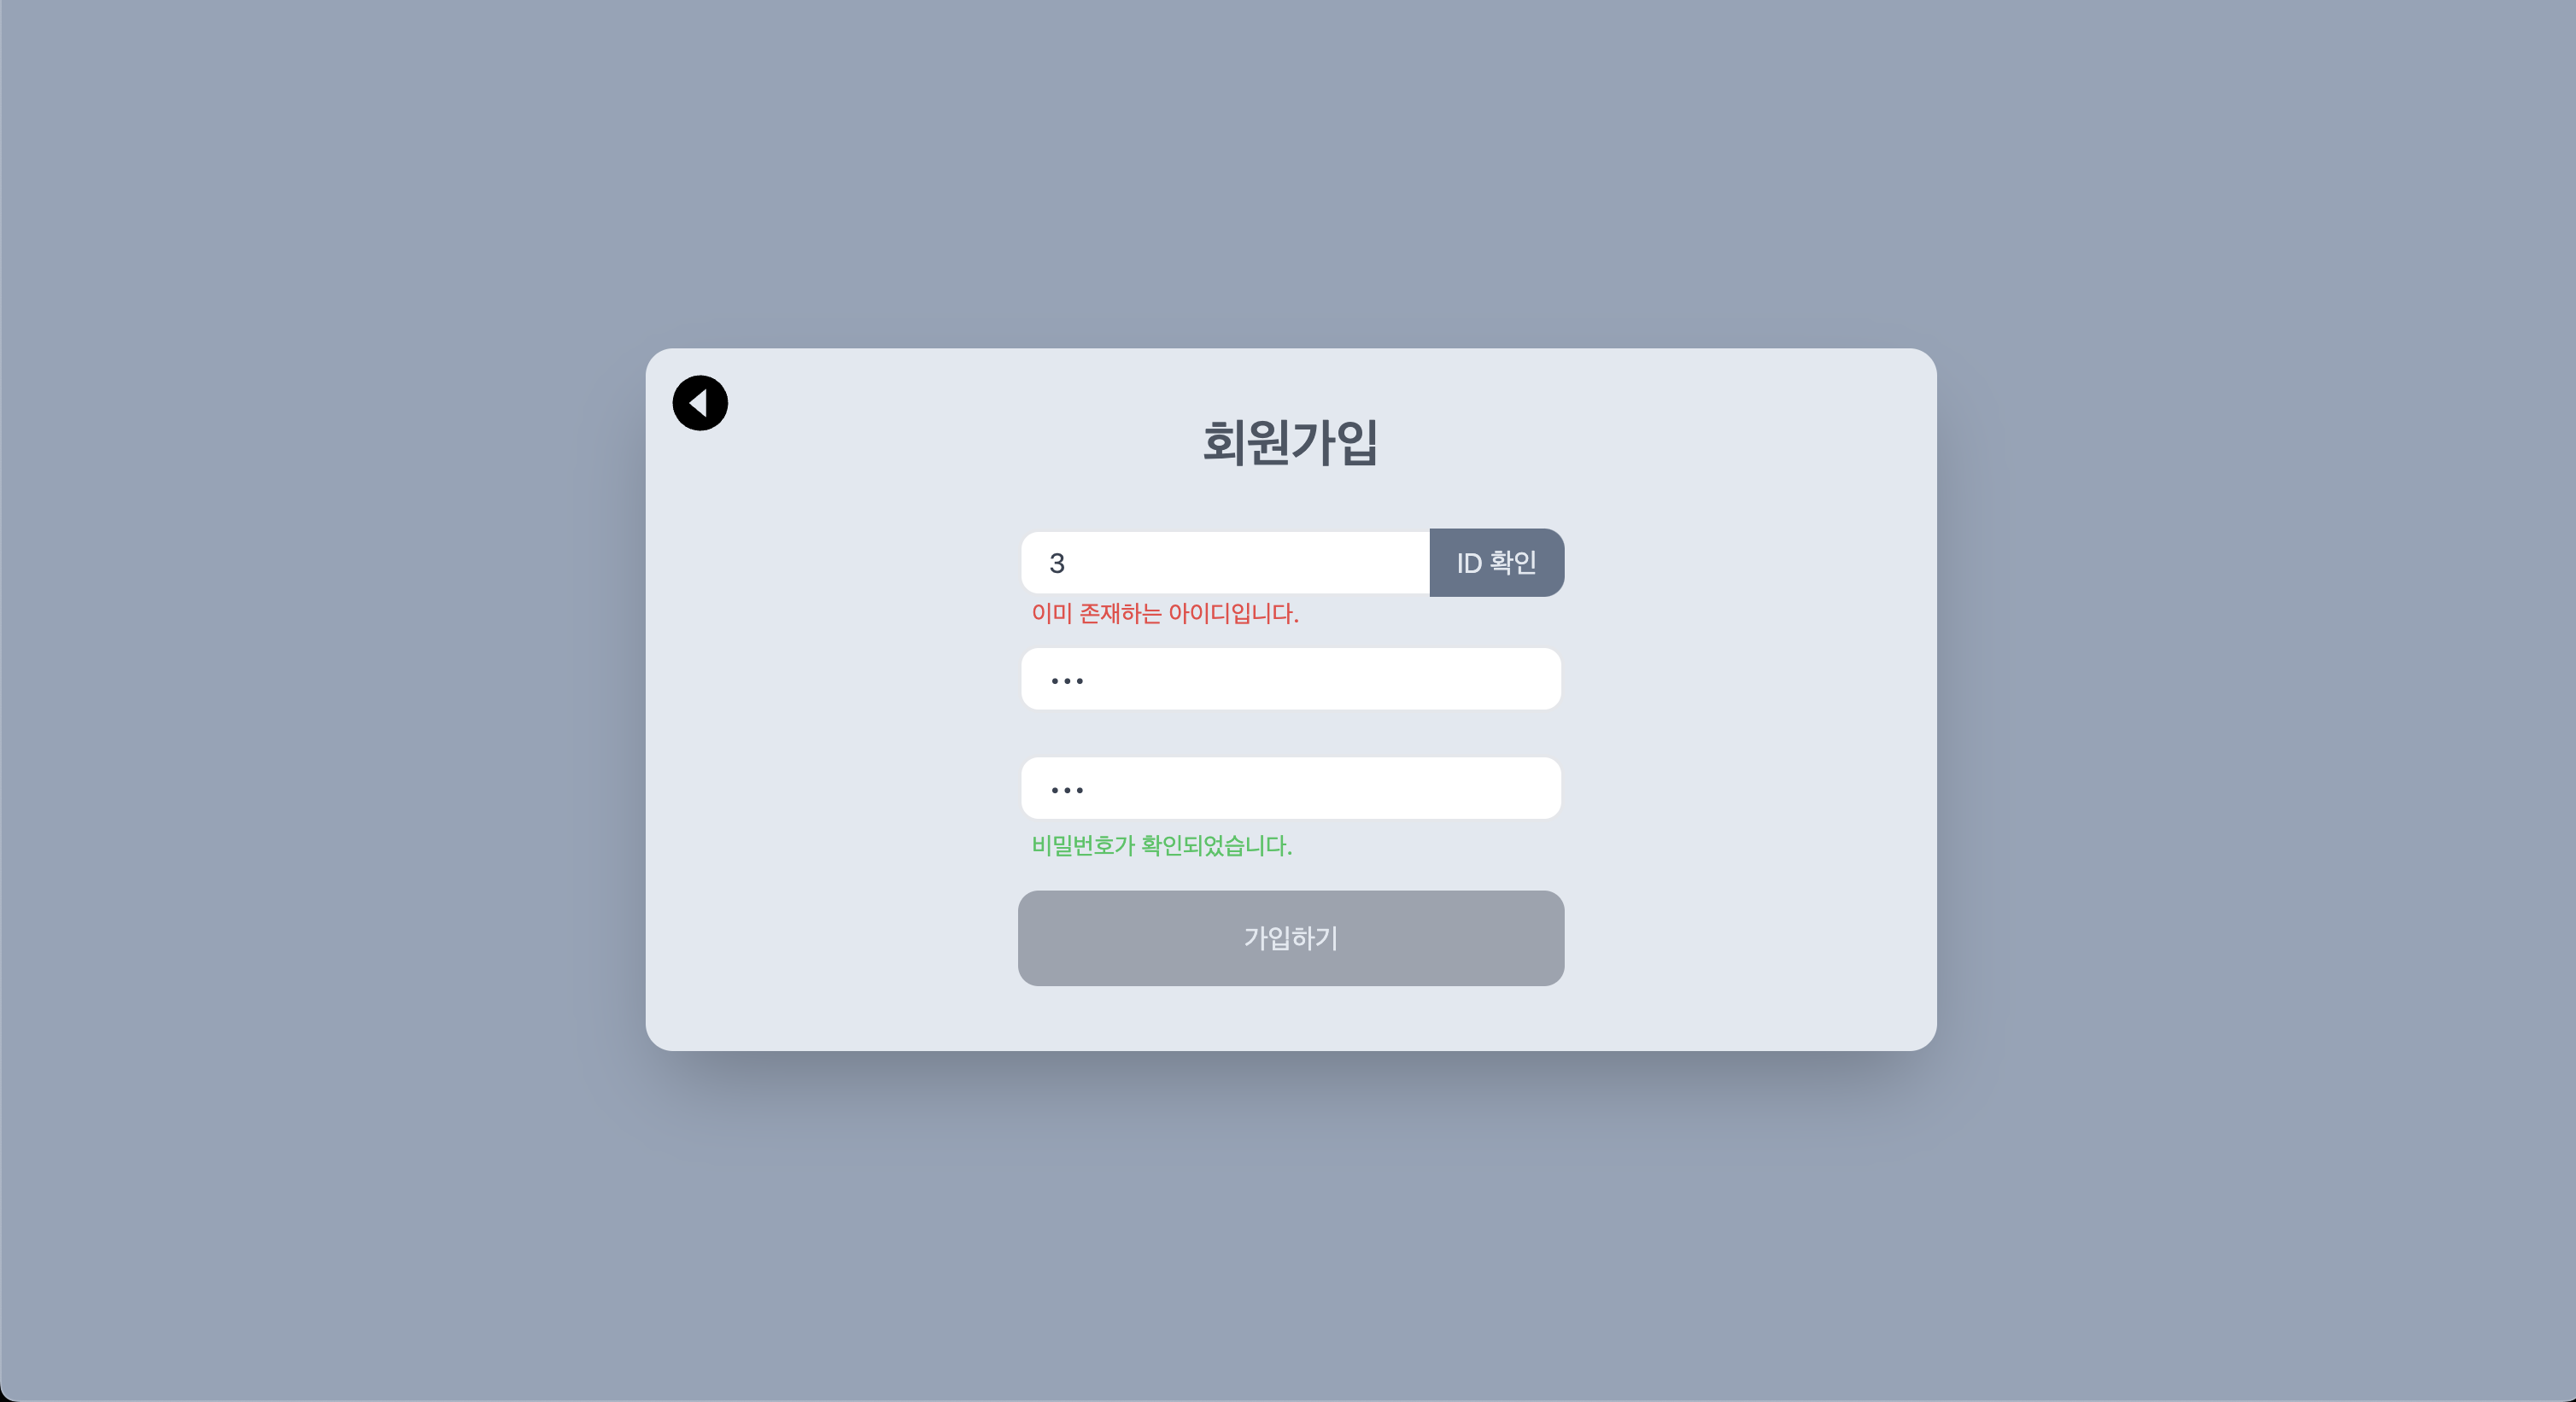 회원가입
3
ID 확인
이미 존재하는 아이디입니다.
•••
•••
비밀번호가 확인되었습니다.
가입하기